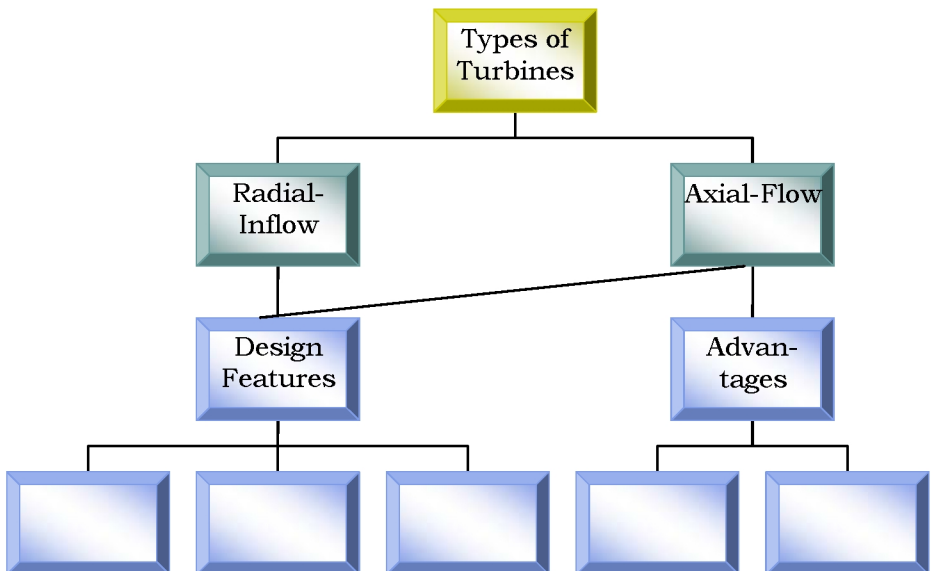 Types of
Turbines
Radial-
Inflow
Axial-Flow
Design
Features
Advan-
tages